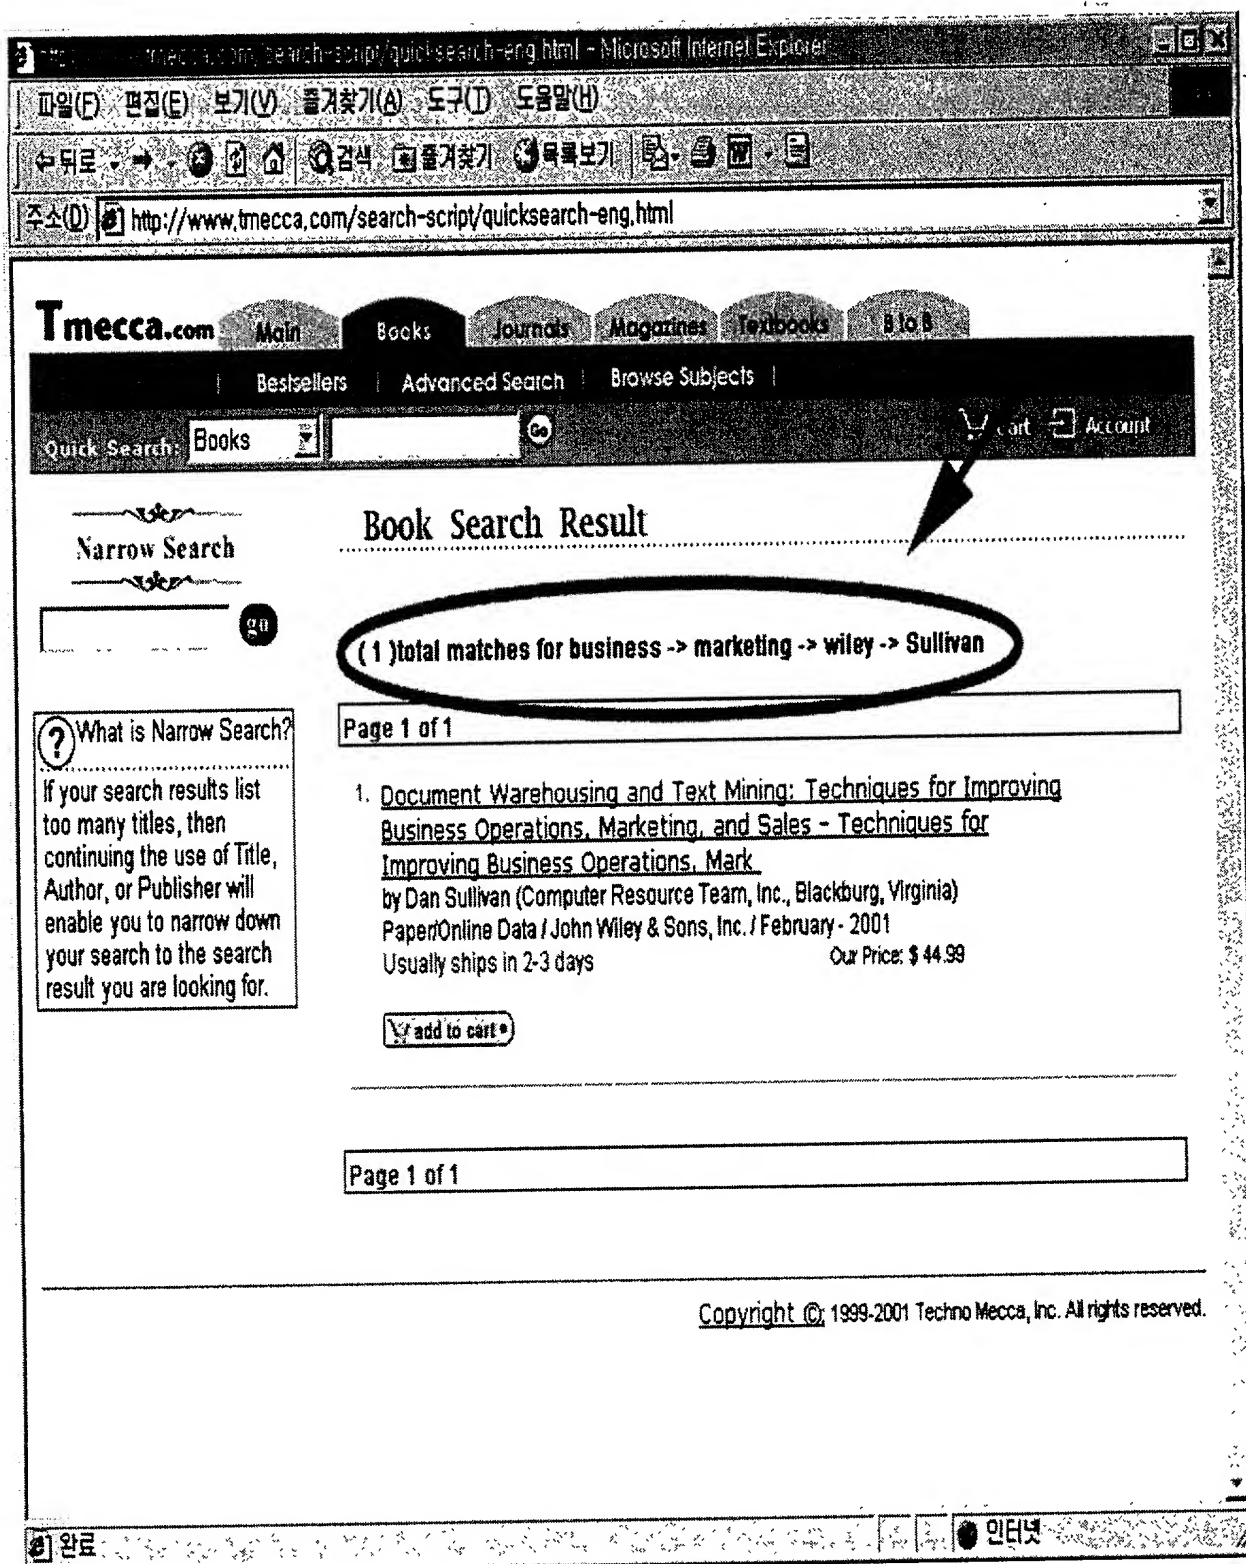 tmecca.com/search-script/quicksearch-eng.html - Microsoft Internet Explorer
파일(F) 편집(E) 보기(V) 즐겨찾기(A) 도구(T) 도움말(H)
뒤로 검색 즐겨찾기 목록보기
주소(D) http://www.tmecca.com/search-script/quicksearch-eng.html
Tmecca.com Main Books Journals Magazines Textbooks B to B
Bestsellers | Advanced Search | Browse Subjects |
Quick Search: Books Go cart Account
Narrow Search
go
Book Search Result
( 1 )total matches for business -> marketing -> wiley -> Sullivan
Page 1 of 1
? What is Narrow Search?
If your search results list
too many titles, then
continuing the use of Title,
Author, or Publisher will
enable you to narrow down
your search to the search
result you are looking for.
1. Document Warehousing and Text Mining: Techniques for Improving
Business Operations, Marketing, and Sales - Techniques for
Improving Business Operations, Mark
by Dan Sullivan (Computer Resource Team, Inc., Blackburg, Virginia)
Paper/Online Data / John Wiley & Sons, Inc. / February - 2001
Usually ships in 2-3 days Our Price: $ 44.99
add to cart
Page 1 of 1
Copyright ©; 1999-2001 Techno Mecca, Inc. All rights reserved.
완료 인터넷